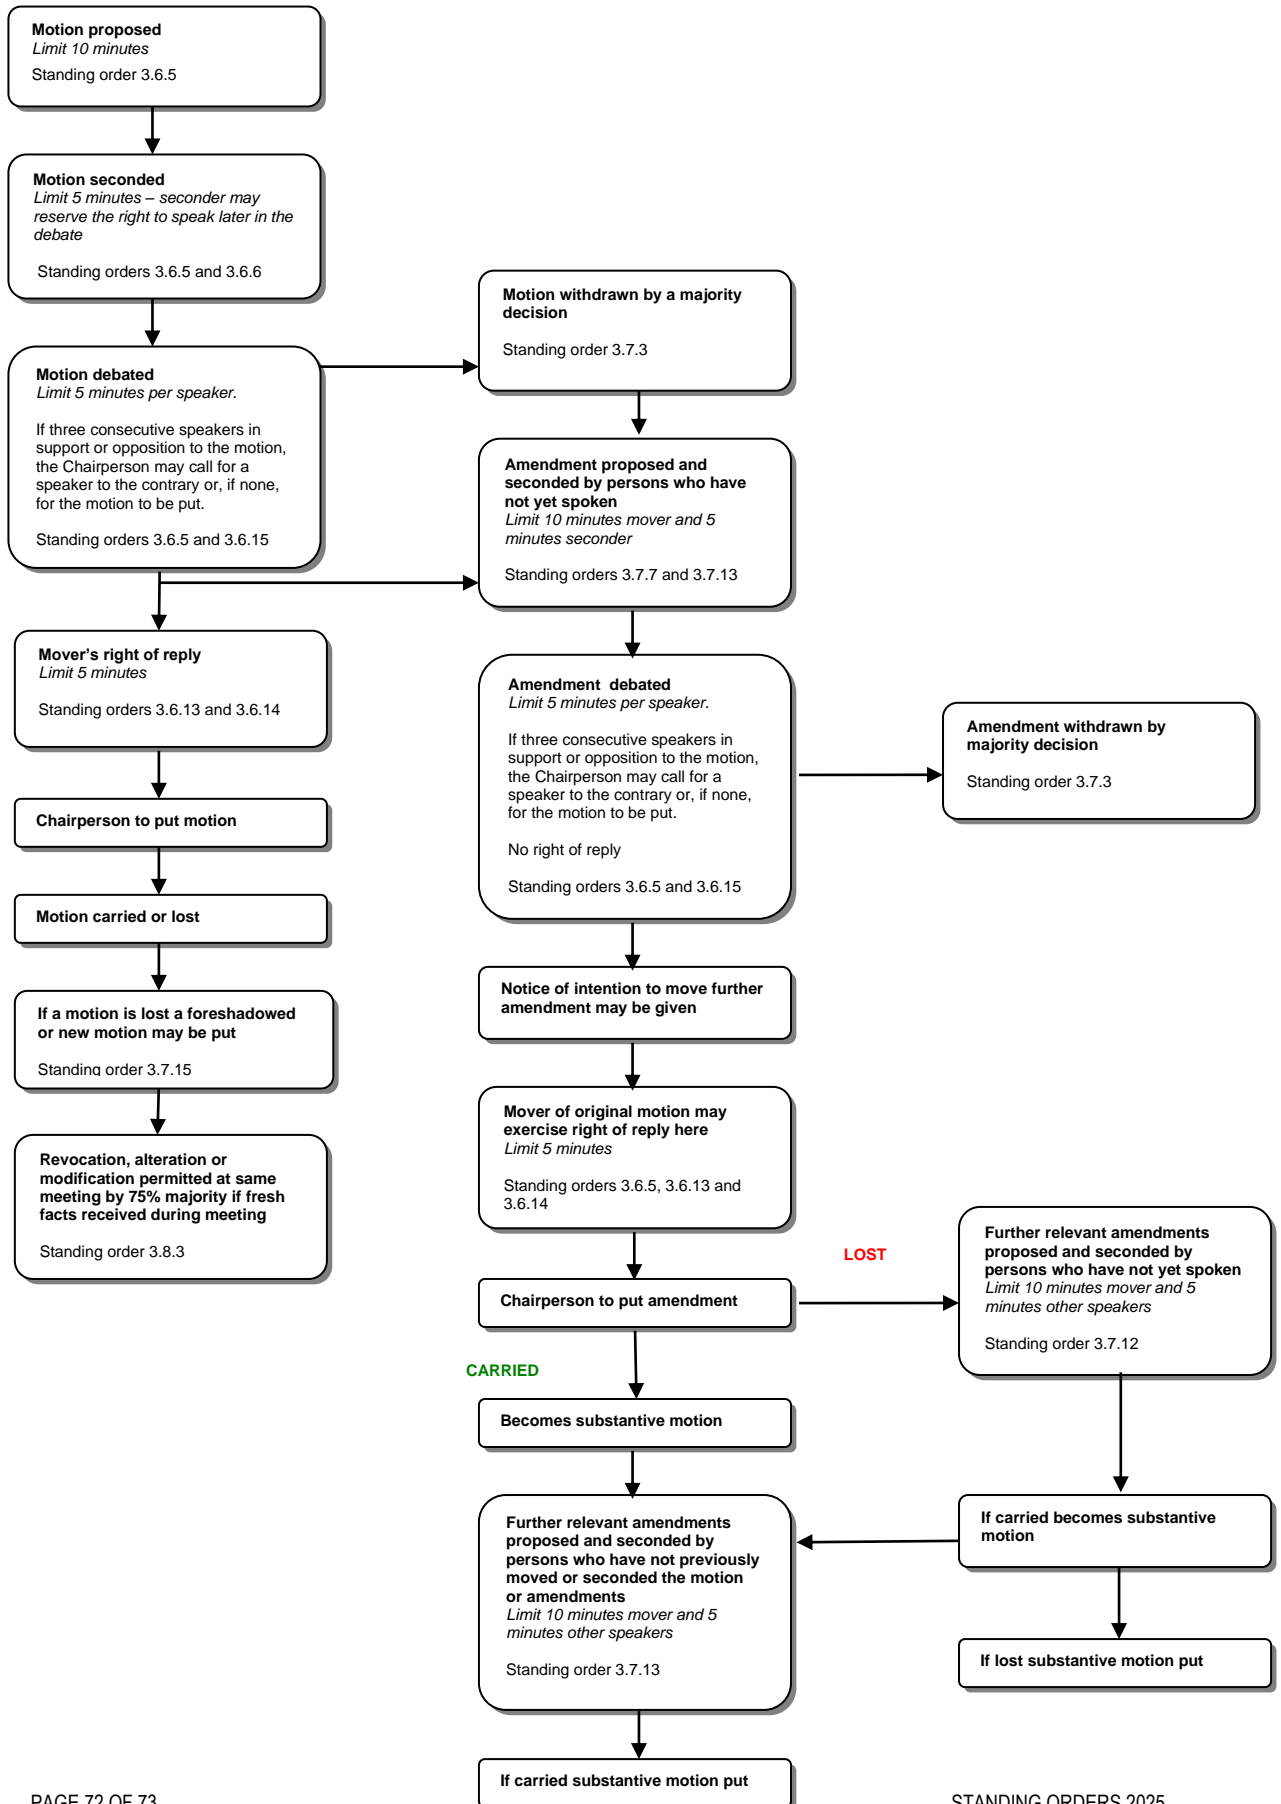 Motion proposed
Limit 10 minutes
Standing order 3.6.5
Motion seconded
Limit 5 minutes – seconder may
reserve the right to speak later in the
debate
Standing orders 3.6.5 and 3.6.6
Motion withdrawn by a majority
decision
Standing order 3.7.3
Motion debated
Limit 5 minutes per speaker.
If three consecutive speakers in
support or opposition to the motion,
the Chairperson may call for a
speaker to the contrary or, if none,
for the motion to be put.
Standing orders 3.6.5 and 3.6.15
Amendment proposed and
seconded by persons who have
not yet spoken
Limit 10 minutes mover and 5
minutes seconder
Standing orders 3.7.7 and 3.7.13
Mover's right of reply
Limit 5 minutes
Standing orders 3.6.13 and 3.6.14
Amendment debated
Limit 5 minutes per speaker.
If three consecutive speakers in
support or opposition to the motion,
the Chairperson may call for a
speaker to the contrary or, if none,
for the motion to be put.
No right of reply
Standing orders 3.6.5 and 3.6.15
Amendment withdrawn by
majority decision
Standing order 3.7.3
Chairperson to put motion
Motion carried or lost
If a motion is lost a foreshadowed
or new motion may be put
Standing order 3.7.15
Notice of intention to move further
amendment may be given
Revocation, alteration or
modification permitted at same
meeting by 75% majority if fresh
facts received during meeting
Standing order 3.8.3
Mover of original motion may
exercise right of reply here
Limit 5 minutes
Standing orders 3.6.5, 3.6.13 and
3.6.14
Chairperson to put amendment
LOST
Further relevant amendments
proposed and seconded by
persons who have not yet spoken
Limit 10 minutes mover and 5
minutes other speakers
Standing order 3.7.12
CARRIED
Becomes substantive motion
Further relevant amendments
proposed and seconded by
persons who have not previously
moved or seconded the motion
or amendments
Limit 10 minutes mover and 5
minutes other speakers
Standing order 3.7.13
If carried becomes substantive
motion
If lost substantive motion put
If carried substantive motion put
PAGE 72 OF 73
STANDING ORDERS 2025